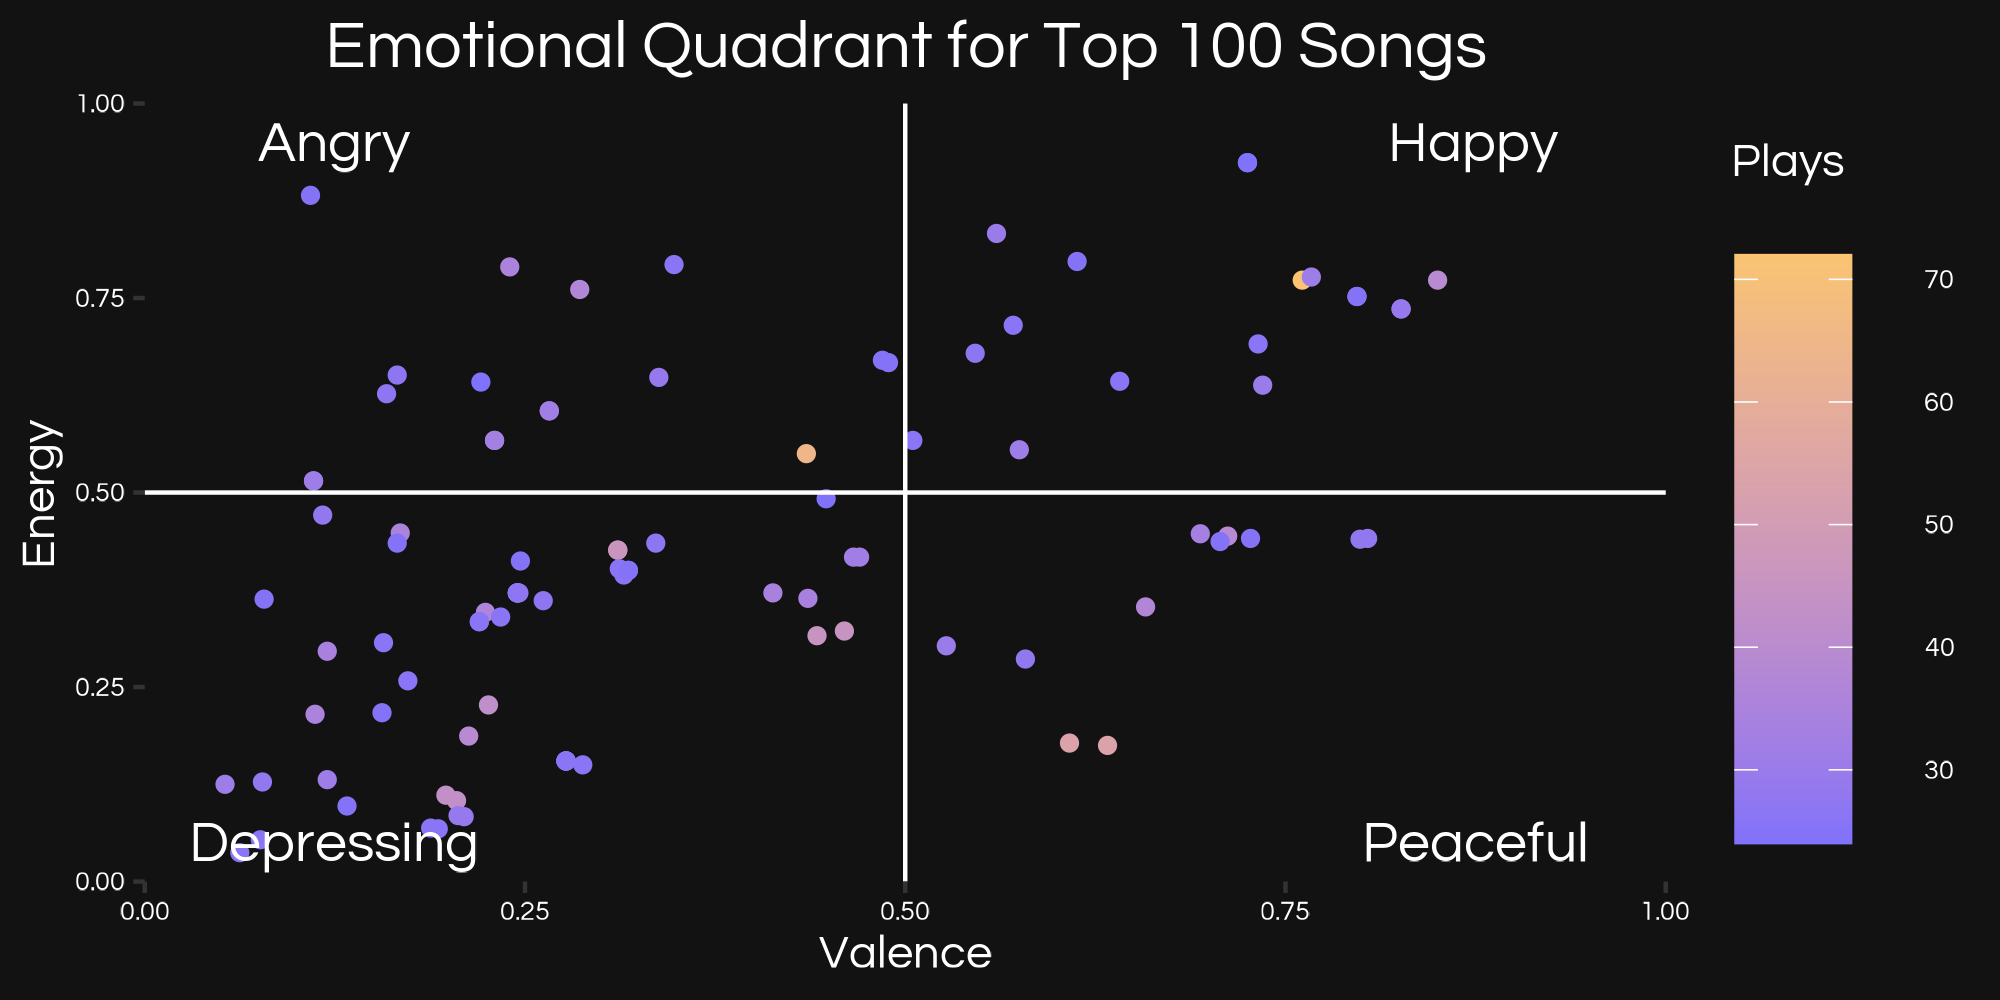 Emotional Quadrant for Top 100 Songs
1.00
Angry
Happy
Plays
0.75
70
60
Energy
0.50
50
40
0.25
30
Depressing
Peaceful
0.00
0.00 0.25 0.50 0.75 1.00
Valence